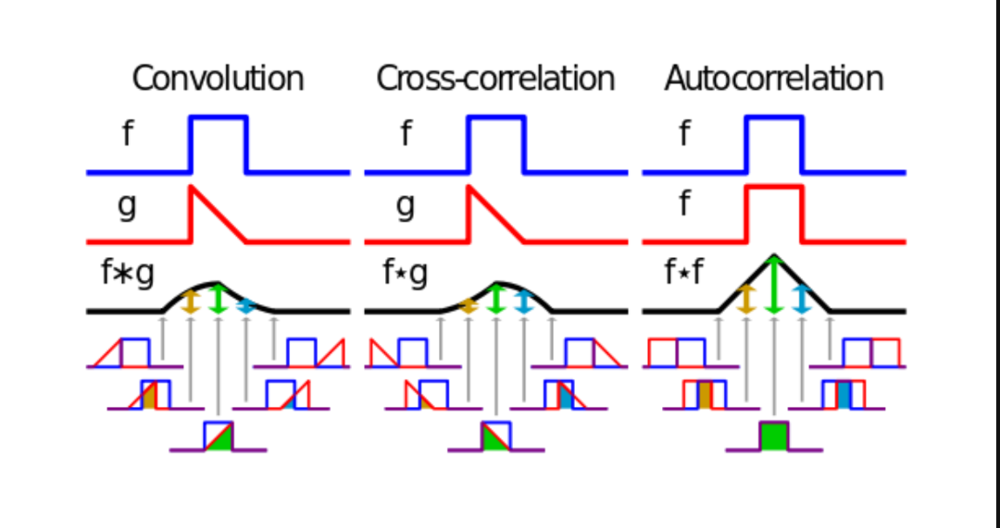 Convolution Cross-correlation Autocorrelation
f f f
g g f
f∗g f⋆g f⋆f